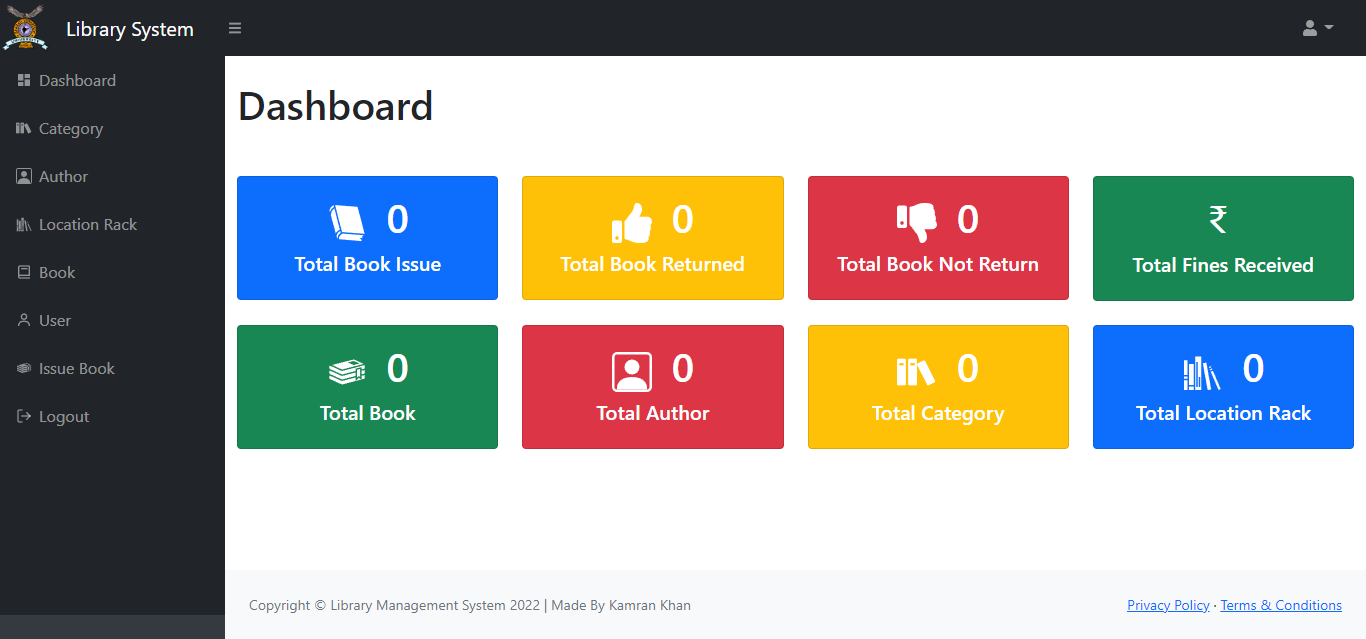 Library System
Dashboard
Category
Author
Location Rack
Book
User
Issue Book
Logout
Dashboard
0
Total Book Issue
0
Total Book Returned
0
Total Book Not Return
₹
Total Fines Received
0
Total Book
0
Total Author
0
Total Category
0
Total Location Rack
Copyright © Library Management System 2022 | Made By Kamran Khan
Privacy Policy · Terms & Conditions